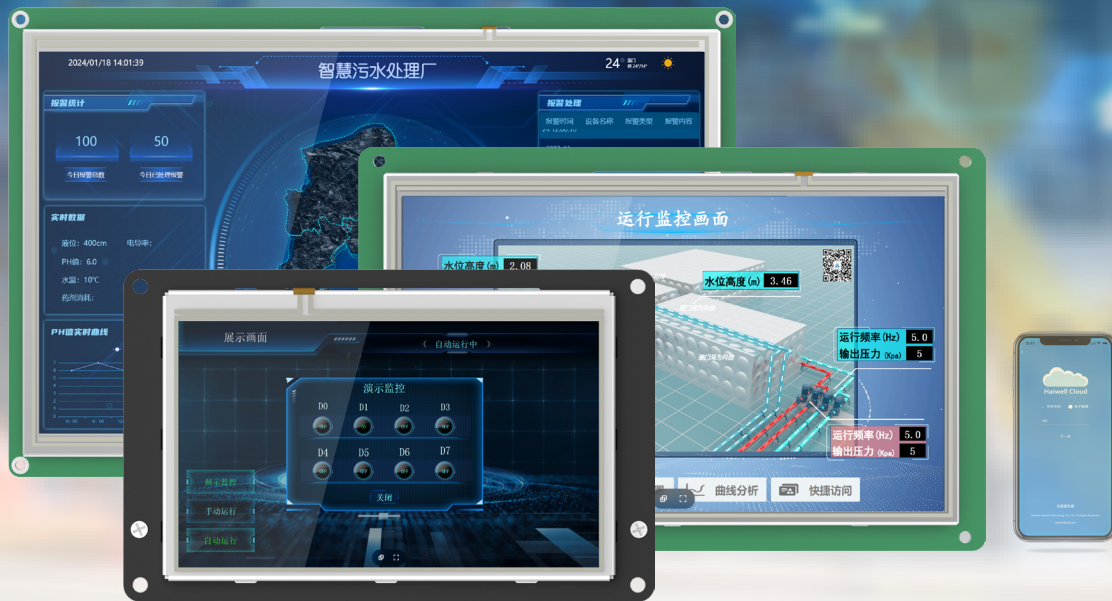 2024/01/18 14:01:39
智慧污水处理厂
24°
报警统计
100
50
今日报警总数
今日已处理报警
报警处理
报警时间 设备名称 报警类型 报警内容
实时数据
液位: 400cm 电导率:
PH值: 6.0
水温: 10℃
药剂消耗:
PH值实时曲线
运行监控画面
水位高度(m) 2.08
水位高度(m) 3.46
运行频率(Hz) 5.0
输出压力(Kpa) 5
运行频率(Hz) 5.0
输出压力(Kpa) 5
曲线分析
快捷访问
展示画面
自动运行中
演示监控
D0 D1 D2 D3
D4 D5 D6 D7
关闭
演示监控
手动运行
自动运行
Haiwell Cloud